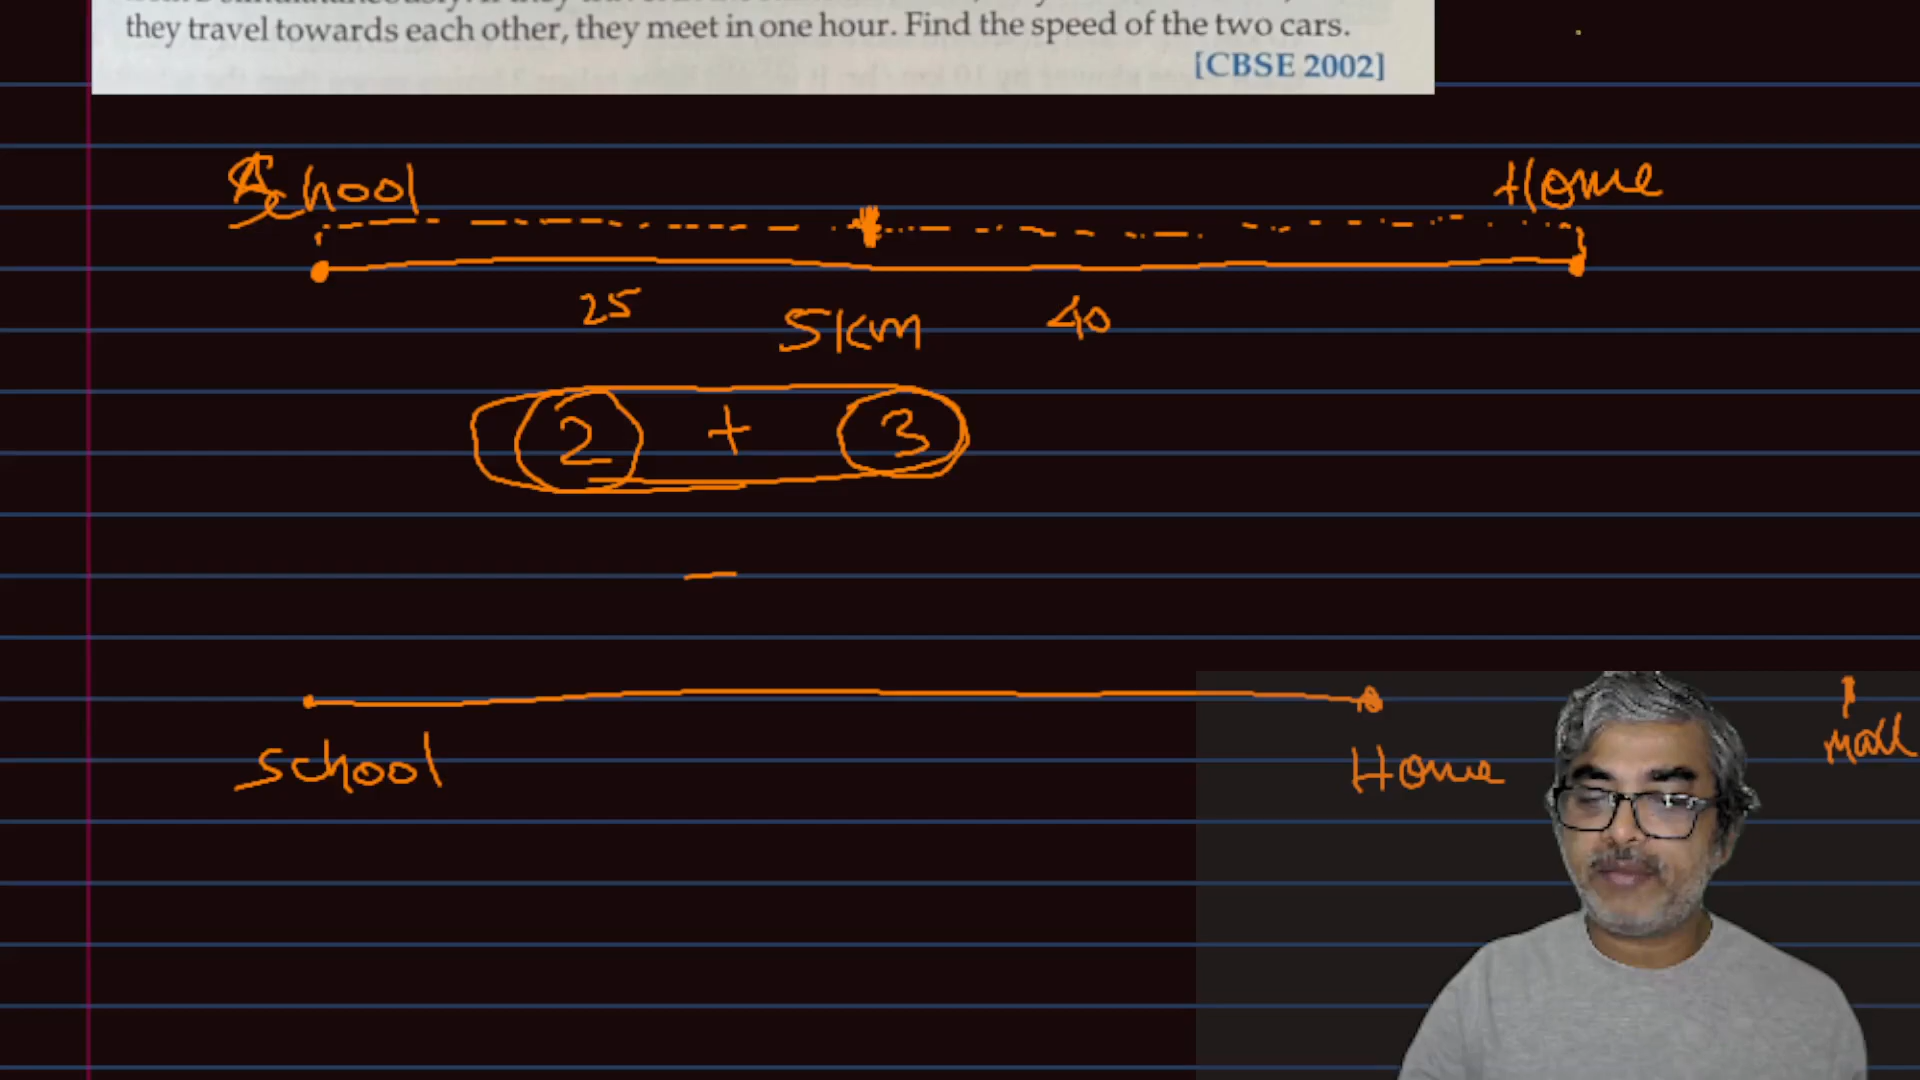 they travel towards each other, they meet in one hour. Find the speed of the two cars.
[CBSE 2002]
School
Home
25
5km
40
2 + 3
School
Home
mall